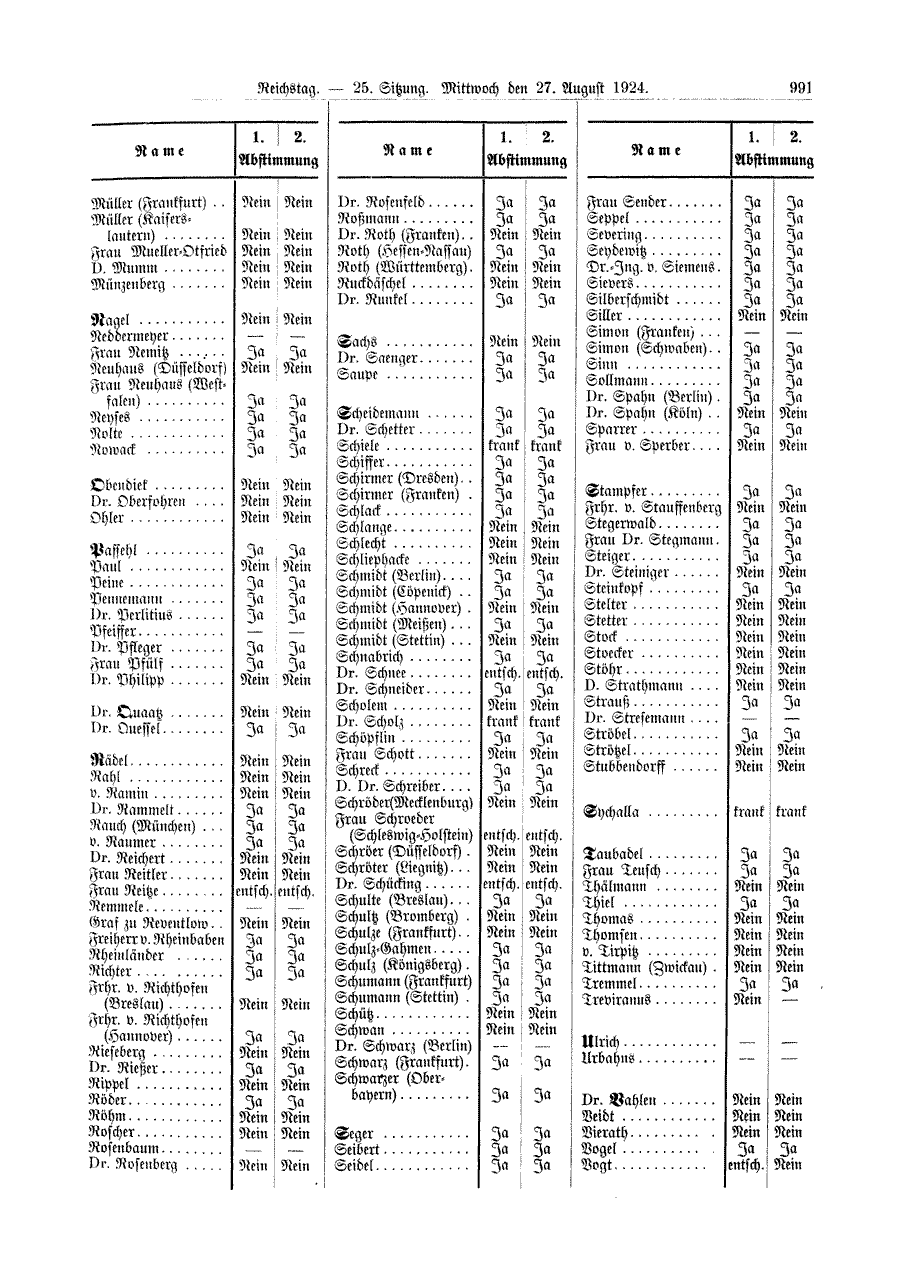 Reichstag. — 25. Sitzung. Mittwoch den 27. August 1924. 991
Name 1. 2.
Abstimmung
Müller (Frankfurt) . . Nein Nein
Müller (Kaisers-
lautern) . . . . . . . . Nein Nein
Frau Mueller-Otfried Nein Nein
D. Mumm . . . . . . . . Nein Nein
Münzenberg . . . . . . . Nein Nein
Nagel . . . . . . . . . . . Nein Nein
Neddermeyer . . . . . . . — —
Frau Nemitz . . . . . . Ja Ja
Neuhaus (Düsseldorf) Nein Nein
Frau Neuhaus (West-
falen) . . . . . . . . . . Ja Ja
Neyses . . . . . . . . . . . Ja Ja
Nolte . . . . . . . . . . . . Ja Ja
Nowack . . . . . . . . . . Ja Ja
Obendiek . . . . . . . . . Nein Nein
Dr. Oberfohren . . . . Nein Nein
Ohler . . . . . . . . . . . . Nein Nein
Passehl . . . . . . . . . . Ja Ja
Paul . . . . . . . . . . . . Nein Nein
Peine . . . . . . . . . . . . Ja Ja
Pennemann . . . . . . . Ja Ja
Dr. Perlitius . . . . . . Ja Ja
Pfeiffer . . . . . . . . . . . — —
Dr. Pfleger . . . . . . . Ja Ja
Frau Pfülf . . . . . . . Ja Ja
Dr. Philipp . . . . . . . Nein Nein
Dr. Quaatz . . . . . . . Nein Nein
Dr. Quessel . . . . . . . . Ja Ja
Rädel . . . . . . . . . . . . Nein Nein
Rahl . . . . . . . . . . . . Nein Nein
v. Ramin . . . . . . . . . Nein Nein
Dr. Rammelt . . . . . . Ja Ja
Rauch (München) . . . Ja Ja
v. Raumer . . . . . . . . Ja Ja
Dr. Reichert . . . . . . . Nein Nein
Frau Reitler . . . . . . . Nein Nein
Frau Reitze . . . . . . . . entsch. entsch.
Remmele . . . . . . . . . . — —
Graf zu Reventlow . . Nein Nein
Freiherr v. Rheinbaben Ja Ja
Rheinländer . . . . . . Ja Ja
Richter . . . . . . . . . . Ja Ja
Frhr. v. Richthofen
(Breslau) . . . . . . . Nein Nein
Frhr. v. Richthofen
(Hannover) . . . . . . Ja Ja
Rieseberg . . . . . . . . . Nein Nein
Dr. Rießer . . . . . . . . Ja Ja
Rippel . . . . . . . . . . . Nein Nein
Röder . . . . . . . . . . . . Ja Ja
Röhm . . . . . . . . . . . . Nein Nein
Roscher . . . . . . . . . . . Nein Nein
Rosenbaum . . . . . . . . — —
Dr. Rosenberg . . . . . Nein Nein
Name 1. 2.
Abstimmung
Dr. Rosenfeld . . . . . . Ja Ja
Roßmann . . . . . . . . . Ja Ja
Dr. Roth (Franken) . . Nein Nein
Roth (Hessen-Nassau) Ja Ja
Roth (Württemberg) . Nein Nein
Ruckdäschel . . . . . . . . Nein Nein
Dr. Runkel . . . . . . . . Ja Ja
Sachs . . . . . . . . . . . . Nein Nein
Dr. Saenger . . . . . . . Ja Ja
Saupe . . . . . . . . . . . Ja Ja
Scheidemann . . . . . . Ja Ja
Dr. Schetter . . . . . . . Ja Ja
Schiele . . . . . . . . . . . krank krank
Schiffer . . . . . . . . . . . Ja Ja
Schirmer (Dresden) . . Ja Ja
Schirmer (Franken) . Ja Ja
Schlack . . . . . . . . . . . Ja Ja
Schlange . . . . . . . . . . Nein Nein
Schlecht . . . . . . . . . . Nein Nein
Schliephacke . . . . . . . Nein Nein
Schmidt (Berlin) . . . . Ja Ja
Schmidt (Cöpenick) . . Ja Ja
Schmidt (Hannover) . Nein Nein
Schmidt (Meißen) . . . Ja Ja
Schmidt (Stettin) . . . Nein Nein
Schnabrich . . . . . . . . Ja Ja
Dr. Schnee . . . . . . . . entsch. entsch.
Dr. Schneider . . . . . . Ja Ja
Scholem . . . . . . . . . . Nein Nein
Dr. Scholz . . . . . . . . krank krank
Schöpflin . . . . . . . . . Ja Ja
Frau Schott . . . . . . . Nein Nein
Schreck . . . . . . . . . . . Ja Ja
D. Dr. Schreiber . . . . Ja Ja
Schröder(Mecklenburg) Nein Nein
Frau Schroeder
(Schleswig-Holstein) entsch. entsch.
Schröer (Düsseldorf) . Nein Nein
Schröter (Liegnitz) . . . Nein Nein
Dr. Schücking . . . . . . entsch. entsch.
Schulte (Breslau) . . . Ja Ja
Schultz (Bromberg) . Nein Nein
Schulze (Frankfurt) . . Nein Nein
Schulz-Gahmen . . . . . Ja Ja
Schulz (Königsberg) . Ja Ja
Schumann (Frankfurt) Ja Ja
Schumann (Stettin) . Ja Ja
Schütz . . . . . . . . . . . . Nein Nein
Schwan . . . . . . . . . . Nein Nein
Dr. Schwarz (Berlin) — —
Schwarz (Frankfurt) . Ja Ja
Schwarzer (Ober-
bayern) . . . . . . . . . Ja Ja
Seger . . . . . . . . . . . Ja Ja
Seibert . . . . . . . . . . . Ja Ja
Seidel . . . . . . . . . . . . Ja Ja
Name 1. 2.
Abstimmung
Frau Sender . . . . . . . Ja Ja
Seppel . . . . . . . . . . . Ja Ja
Severing . . . . . . . . . . Ja Ja
Seydewitz . . . . . . . . . Ja Ja
Dr.-Ing. v. Siemens . Ja Ja
Sievers . . . . . . . . . . . Ja Ja
Silberschmidt . . . . . . Ja Ja
Siller . . . . . . . . . . . . Nein Nein
Simon (Franken) . . . — —
Simon (Schwaben) . . Ja Ja
Sinn . . . . . . . . . . . . Ja Ja
Sollmann . . . . . . . . . Ja Ja
Dr. Spahn (Berlin) . Ja Ja
Dr. Spahn (Köln) . . Nein Nein
Sparrer . . . . . . . . . . Ja Ja
Frau v. Sperber . . . . Nein Nein
Stampfer . . . . . . . . . Ja Ja
Frhr. v. Stauffenberg Nein Nein
Stegerwald . . . . . . . . Ja Ja
Frau Dr. Stegmann . Ja Ja
Steiger . . . . . . . . . . . Ja Ja
Dr. Steiniger . . . . . . Nein Nein
Steinkopf . . . . . . . . . Ja Ja
Stelter . . . . . . . . . . . Nein Nein
Stetter . . . . . . . . . . . Nein Nein
Stock . . . . . . . . . . . . Nein Nein
Stoecker . . . . . . . . . . Nein Nein
Stöhr . . . . . . . . . . . . Nein Nein
D. Strathmann . . . . Nein Nein
Strauß . . . . . . . . . . . Ja Ja
Dr. Stresemann . . . . — —
Ströbel . . . . . . . . . . . Ja Ja
Strötzel . . . . . . . . . . . Nein Nein
Stubbendorff . . . . . . Nein Nein
Sychalla . . . . . . . . . krank krank
Taubadel . . . . . . . . . Ja Ja
Frau Teusch . . . . . . . Ja Ja
Thälmann . . . . . . . . Nein Nein
Thiel . . . . . . . . . . . . Ja Ja
Thomas . . . . . . . . . . Nein Nein
Thomsen . . . . . . . . . . Nein Nein
v. Tirpitz . . . . . . . . . Nein Nein
Tittmann (Zwickau) . Nein Nein
Tremmel . . . . . . . . . . Ja Ja
Treviranus . . . . . . . . Nein —
Ulrich . . . . . . . . . . . . — —
Urbahns . . . . . . . . . . — —
Dr. Vahlen . . . . . . . Nein Nein
Veidt . . . . . . . . . . . . Nein Nein
Vierath . . . . . . . . . . Nein Nein
Vogel . . . . . . . . . . . Ja Ja
Vogt . . . . . . . . . . . . entsch. Nein